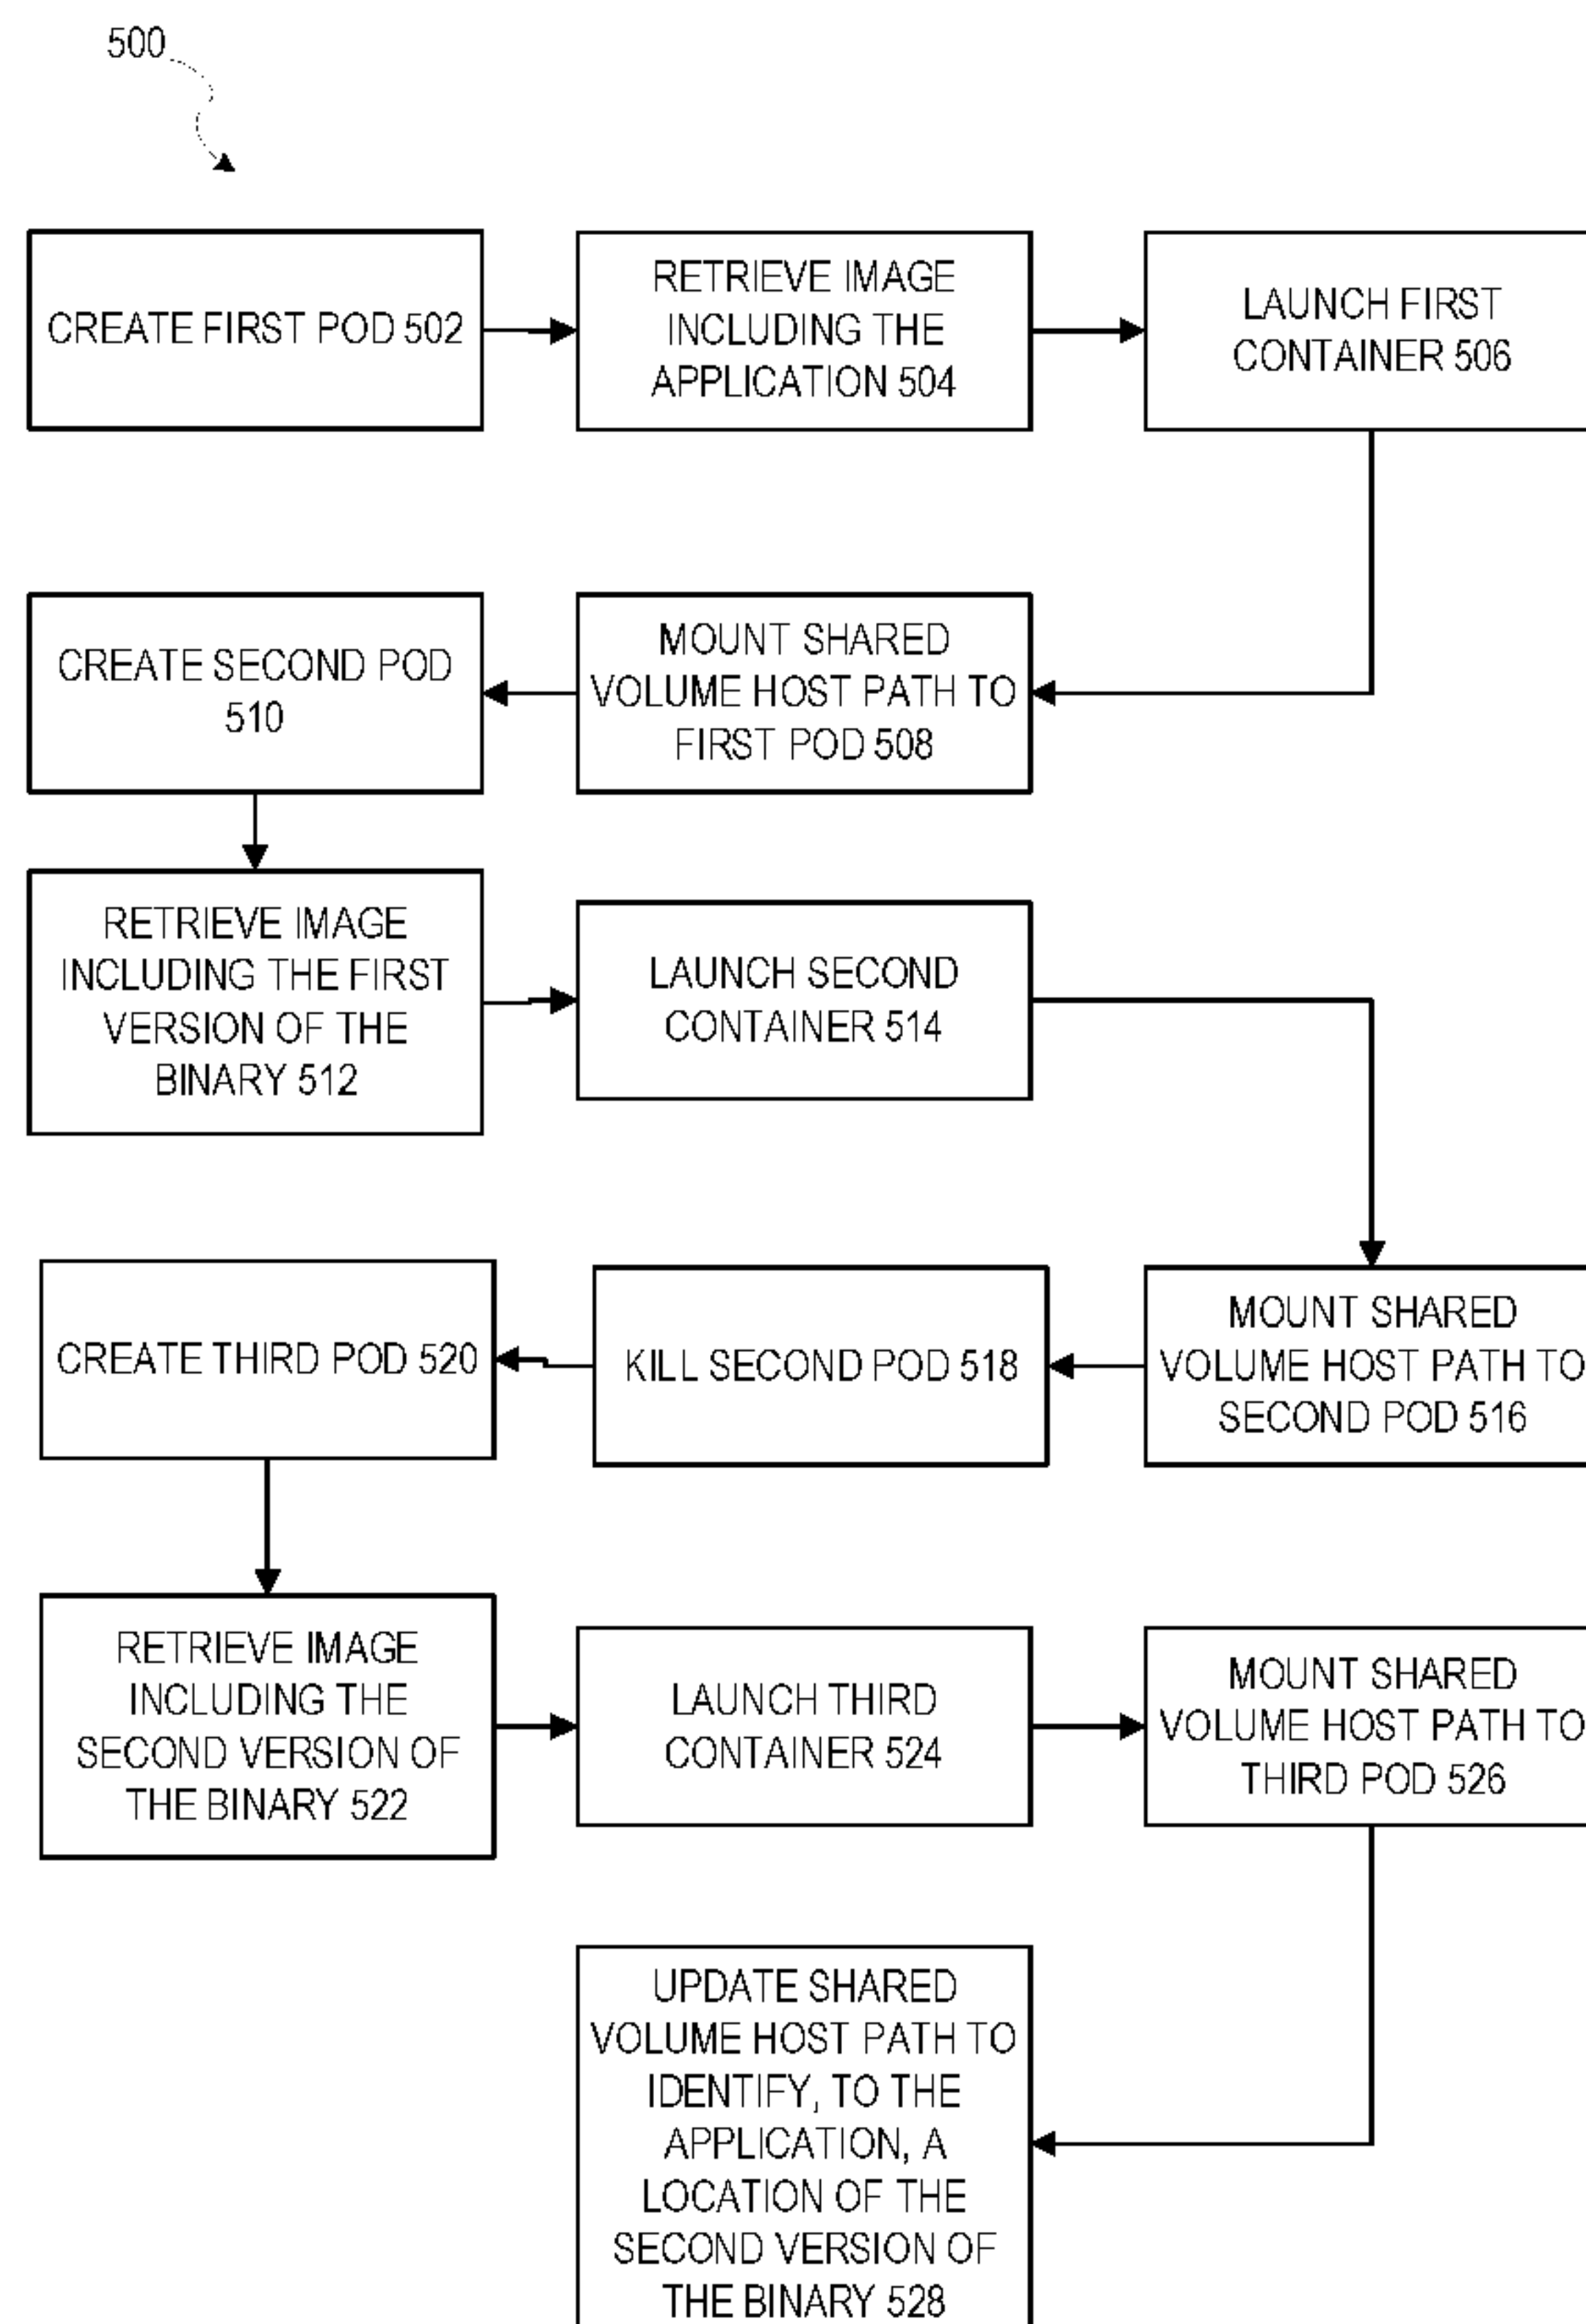 500
CREATE FIRST POD 502
RETRIEVE IMAGE
INCLUDING THE
APPLICATION 504
LAUNCH FIRST
CONTAINER 506
MOUNT SHARED
VOLUME HOST PATH TO
FIRST POD 508
CREATE SECOND POD
510
RETRIEVE IMAGE
INCLUDING THE FIRST
VERSION OF THE
BINARY 512
LAUNCH SECOND
CONTAINER 514
MOUNT SHARED
VOLUME HOST PATH TO
SECOND POD 516
KILL SECOND POD 518
CREATE THIRD POD 520
RETRIEVE IMAGE
INCLUDING THE
SECOND VERSION OF
THE BINARY 522
LAUNCH THIRD
CONTAINER 524
MOUNT SHARED
VOLUME HOST PATH TO
THIRD POD 526
UPDATE SHARED
VOLUME HOST PATH TO
IDENTIFY, TO THE
APPLICATION, A
LOCATION OF THE
SECOND VERSION OF
THE BINARY 528